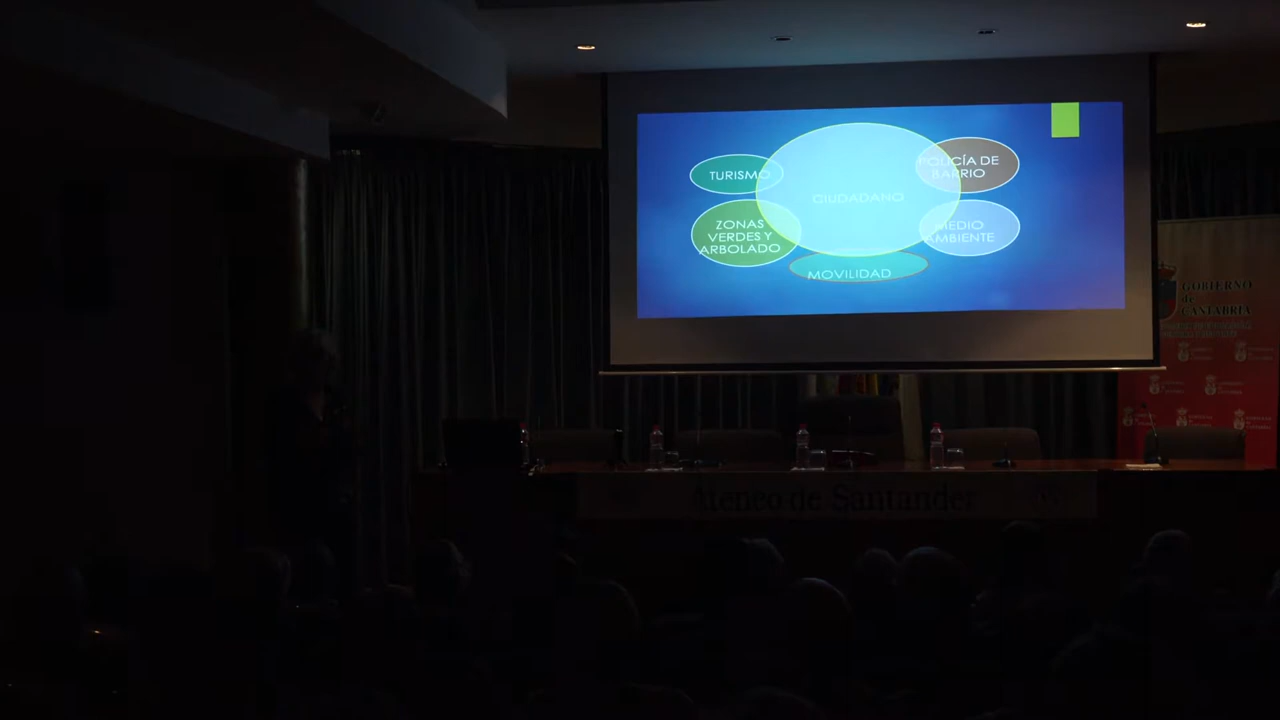 TURISMO
POLICÍA DE
BARRIO
CIUDADANO
ZONAS
VERDES Y
ARBOLADO
MEDIO
AMBIENTE
MOVILIDAD
GOBIERNO
de
CANTABRIA
Ateneo de Santander